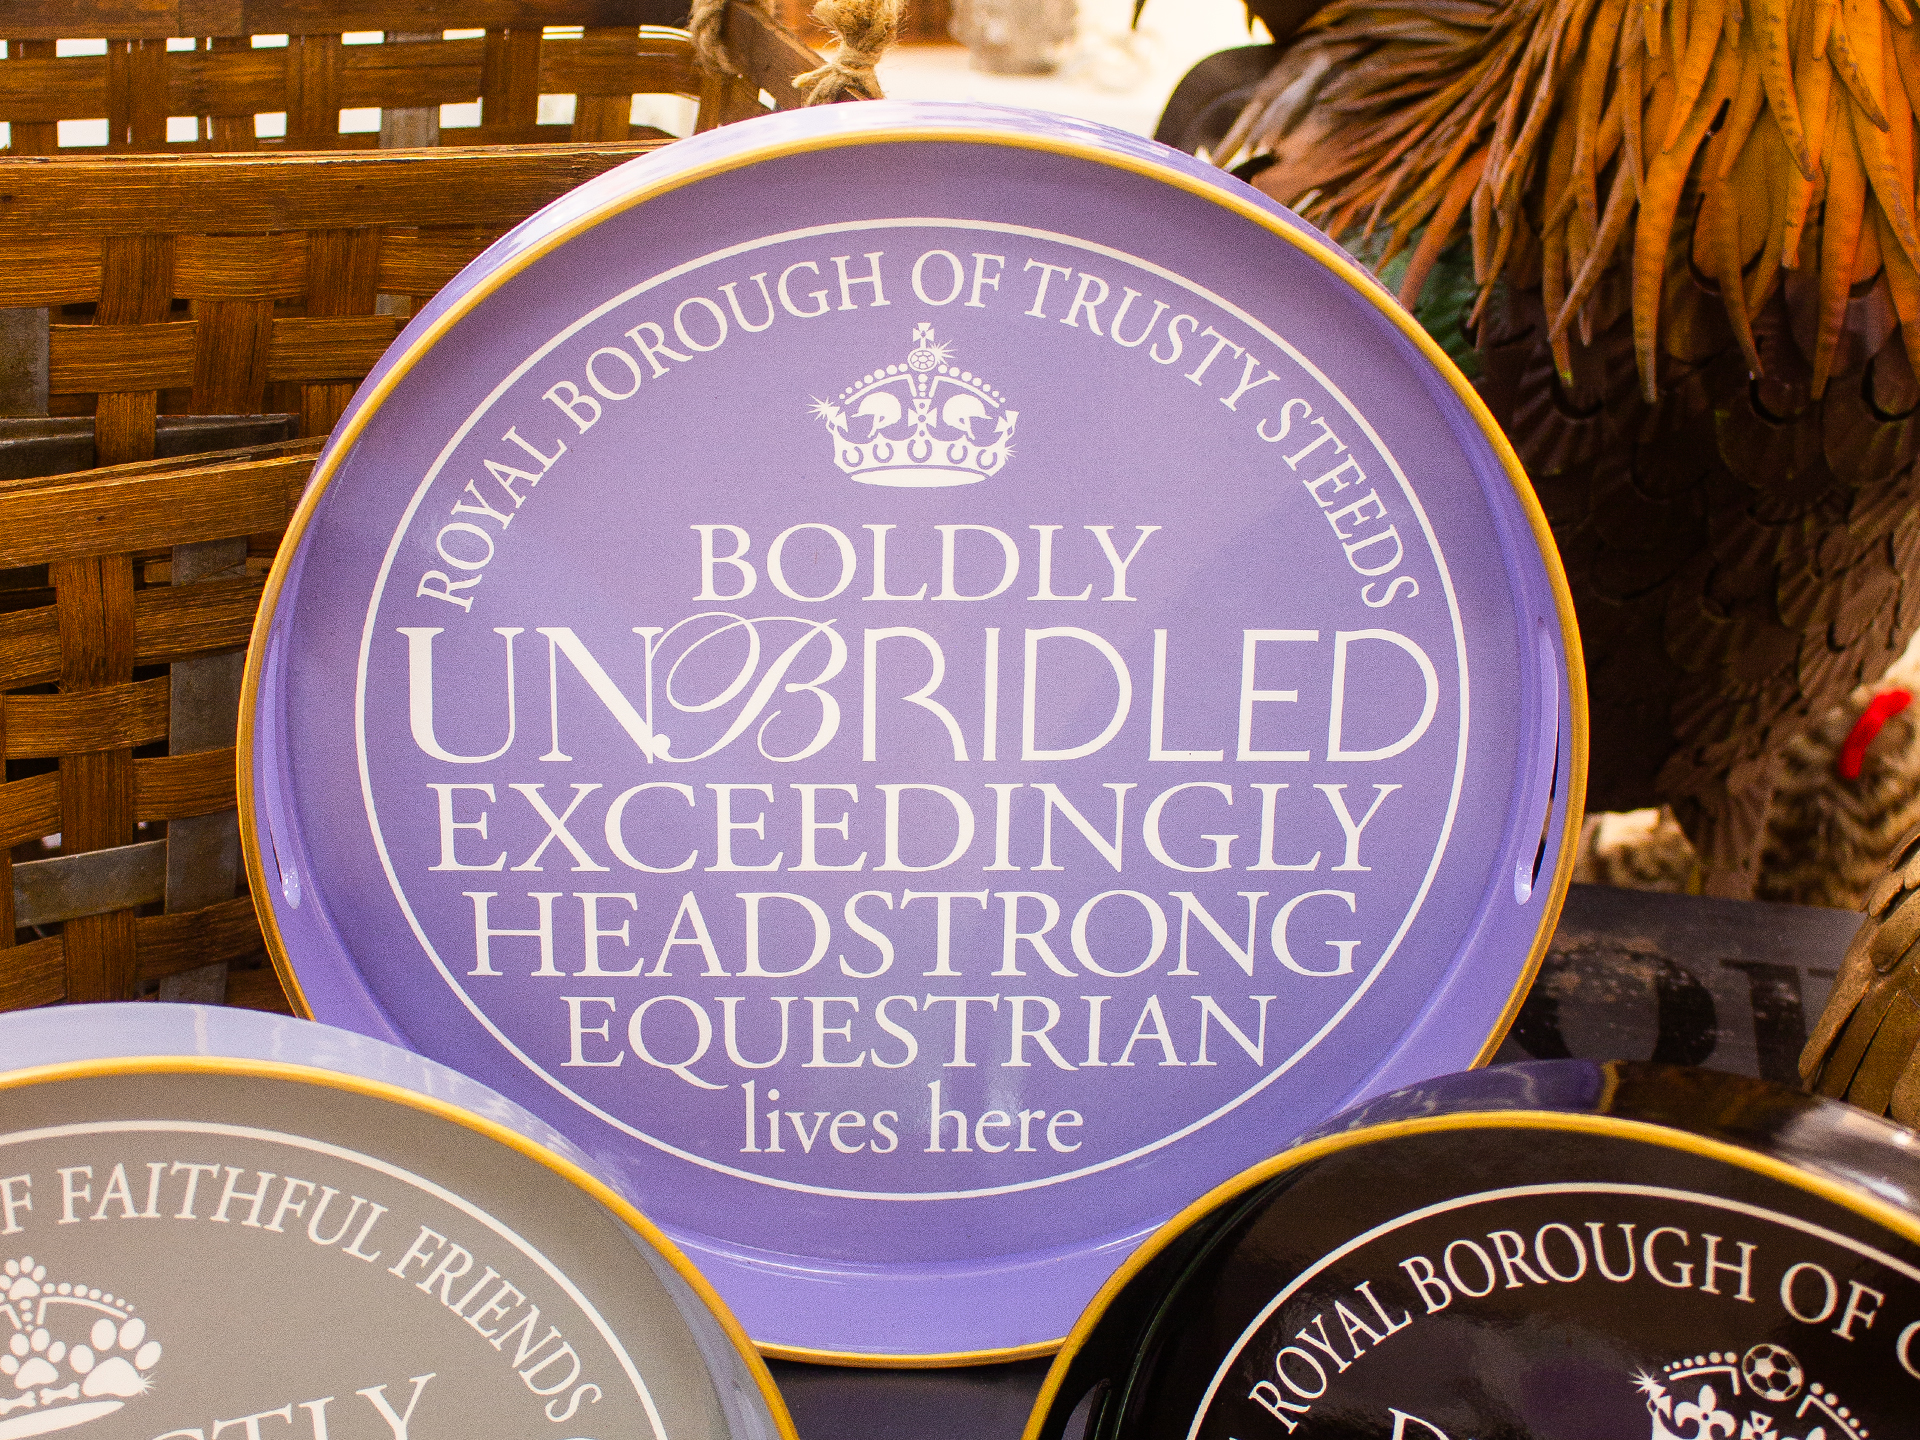 ROYAL BOROUGH OF TRUSTY STEEDS
BOLDLY
UNBRIDLED
EXCEEDINGLY
HEADSTRONG
EQUESTRIAN
lives here
FAITHFUL FRIENDS
ROYAL BOROUGH OF